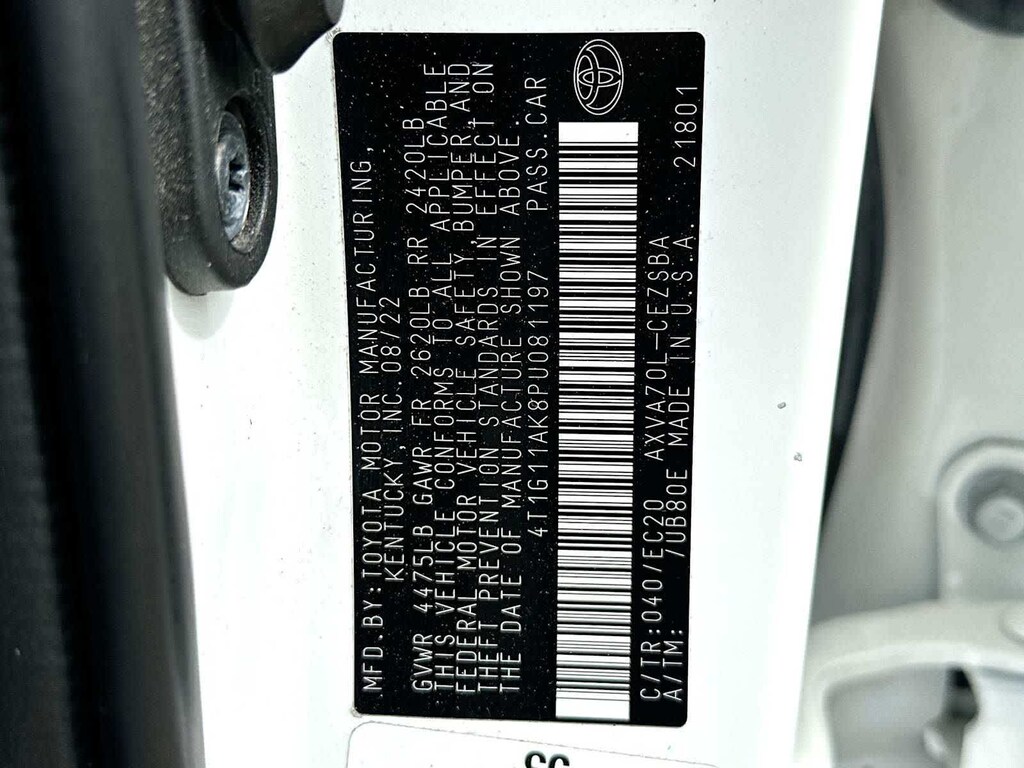 MFD.BY:TOYOTA MOTOR MANUFACTURING,
KENTUCKY, INC. 08/22
GVWR 4475LB GAWR FR 2620LB RR 2420LB.
THIS VEHICLE CONFORMS TO ALL APPLICABLE
FEDERAL MOTOR VEHICLE SAFETY, BUMPER, AND
THEFT PREVENTION STANDARDS IN EFFECT ON
THE DATE OF MANUFACTURE SHOWN ABOVE.
4T1G11AK8PU081197 PASS.CAR
C/TR:040/EC20 AXVA70L-CEZSBA
A/TM: /UB80E MADE IN U.S.A. 21801